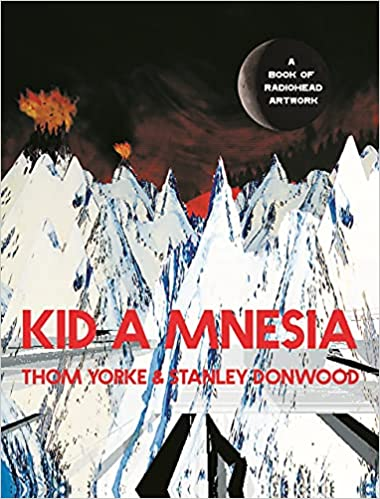 A
BOOK OF
RADIOHEAD
ARTWORK
KID A MNESIA
THOM YORKE & STANLEY DONWOOD